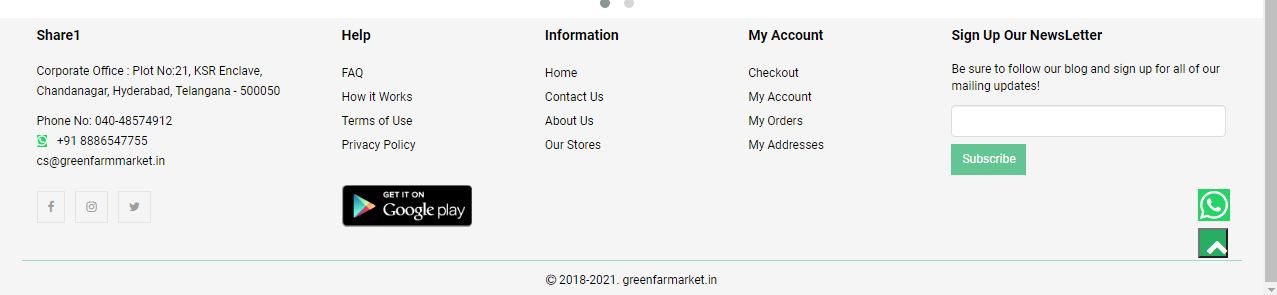 Share1
Corporate Office : Plot No:21, KSR Enclave,
Chandanagar, Hyderabad, Telangana - 500050
Phone No: 040-48574912
+91 8886547755
cs@greenfarmmarket.in
Help
FAQ
How it Works
Terms of Use
Privacy Policy
GET IT ON
Google play
Information
Home
Contact Us
About Us
Our Stores
My Account
Checkout
My Account
My Orders
My Addresses
Sign Up Our NewsLetter
Be sure to follow our blog and sign up for all of our
mailing updates!
Subscribe
© 2018-2021. greenfarmarket.in